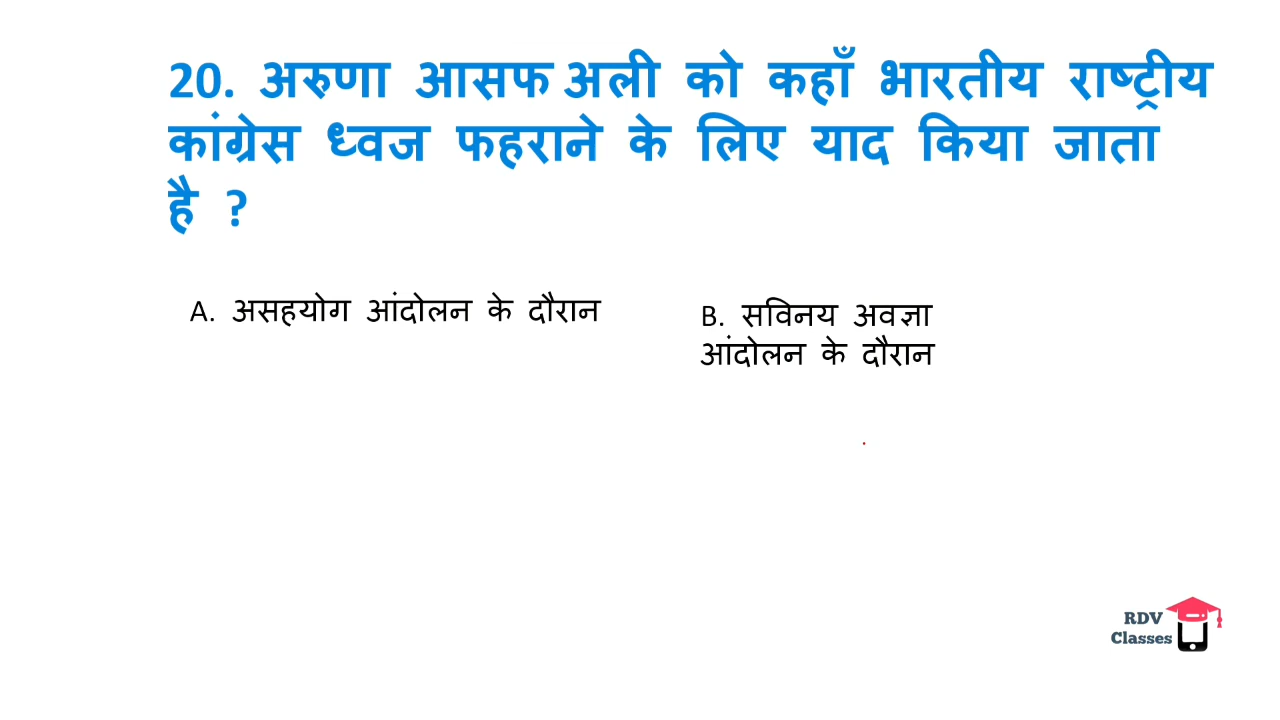 20. अरुणा आसफ अली को कहाँ भारतीय राष्ट्रीय
कांग्रेस ध्वज फहराने के लिए याद किया जाता
है ?
A. असहयोग आंदोलन के दौरान
B. सविनय अवज्ञा
आंदोलन के दौरान
RDV
Classes